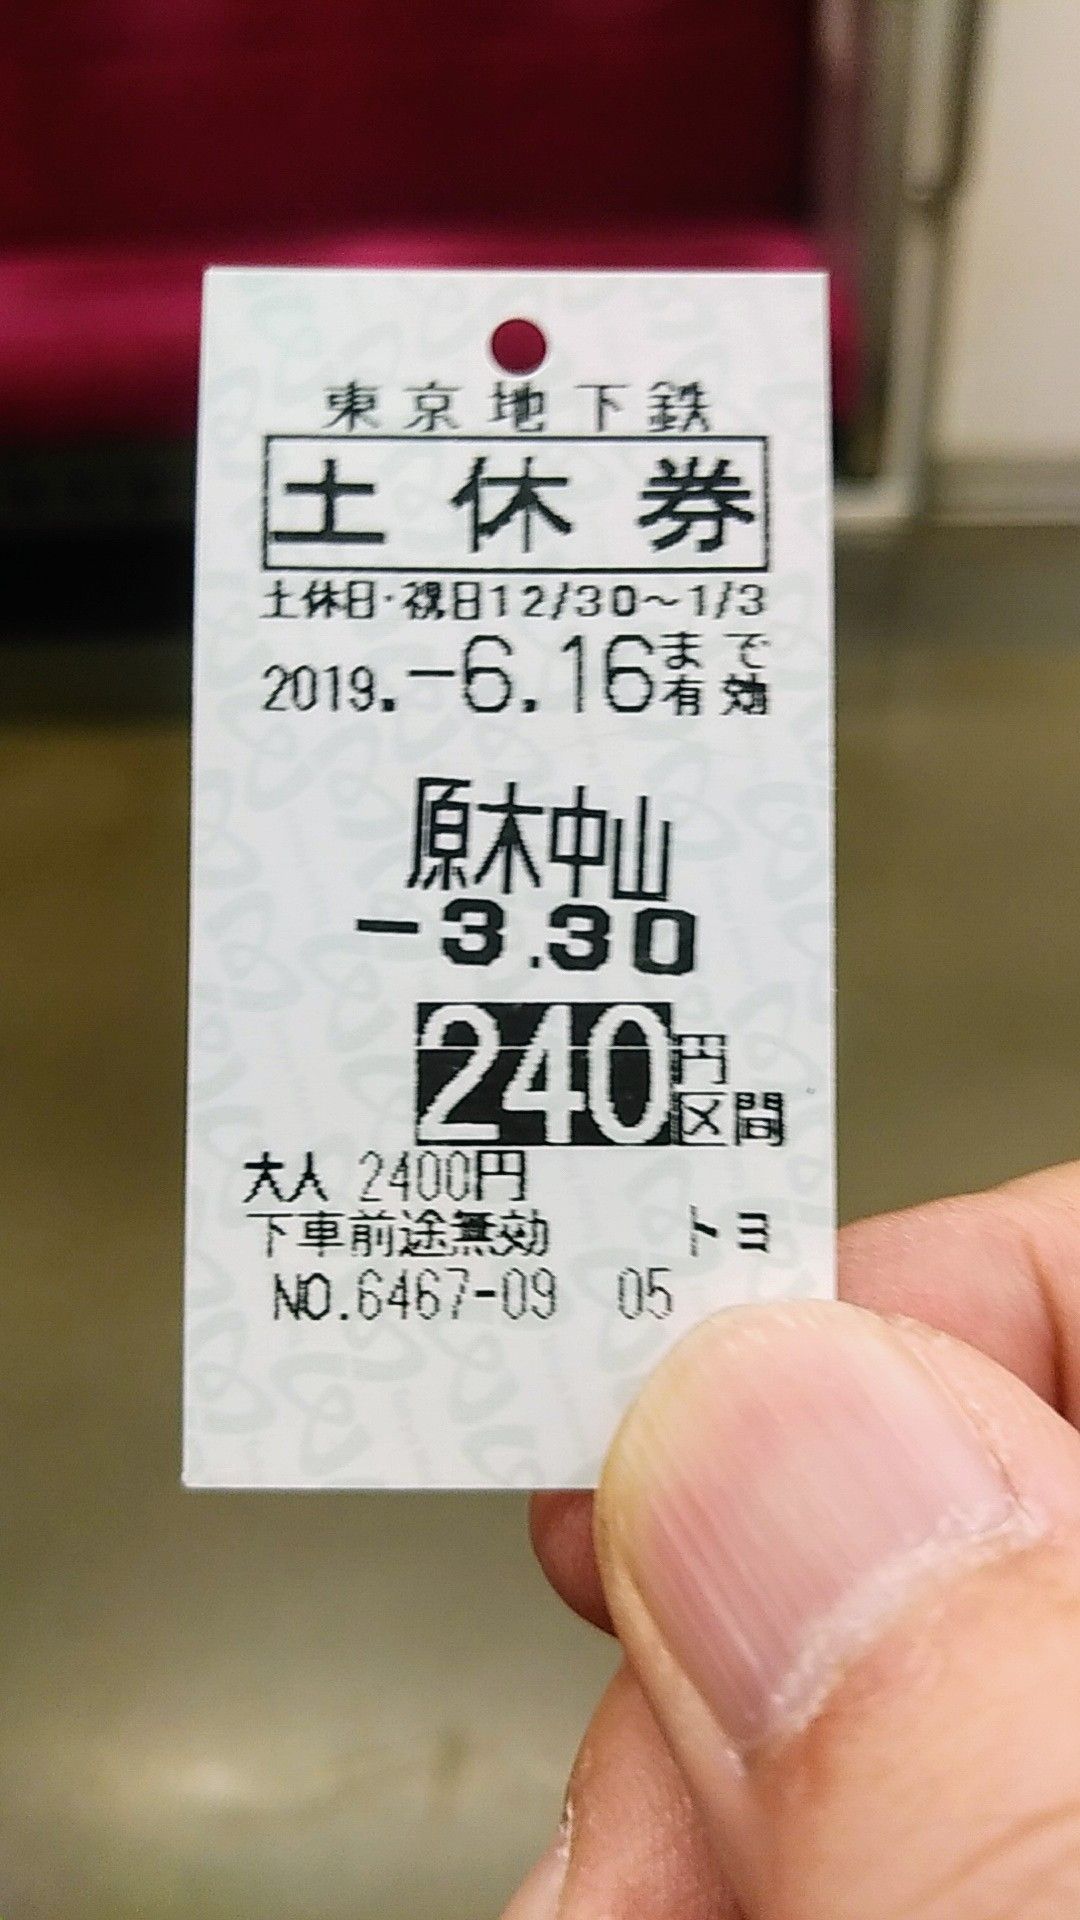 東京地下鉄
土休券
土休日・祝日12/30～1/3
2019.-6.16まで有効
原木中山
-3.30
240円区間
大人 2400円
下車前途無効 トヨ
NO.6467-09 05